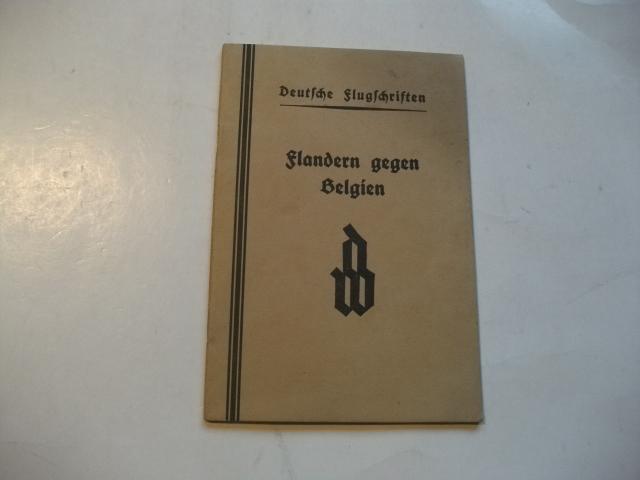 Deutsche Flugschriften
Flandern gegen
Belgien